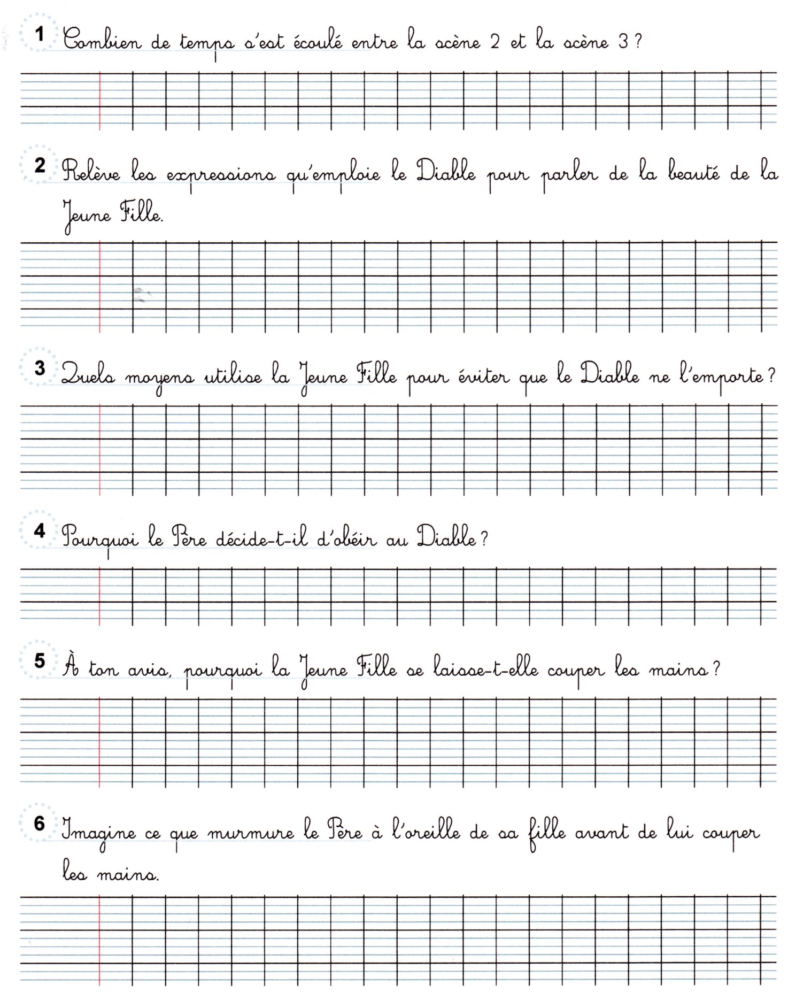 1 Combien de temps s'est écoulé entre la scène 2 et la scène 3 ?
2 Relève les expressions qu'emploie le Diable pour parler de la beauté de la
Jeune Fille.
3 Quels moyens utilise la Jeune Fille pour éviter que le Diable ne l'emporte ?
4 Pourquoi le Père décide-t-il d'obéir au Diable ?
5 À ton avis, pourquoi la Jeune Fille se laisse-t-elle couper les mains ?
6 Imagine ce que murmure le Père à l'oreille de sa fille avant de lui couper
les mains.